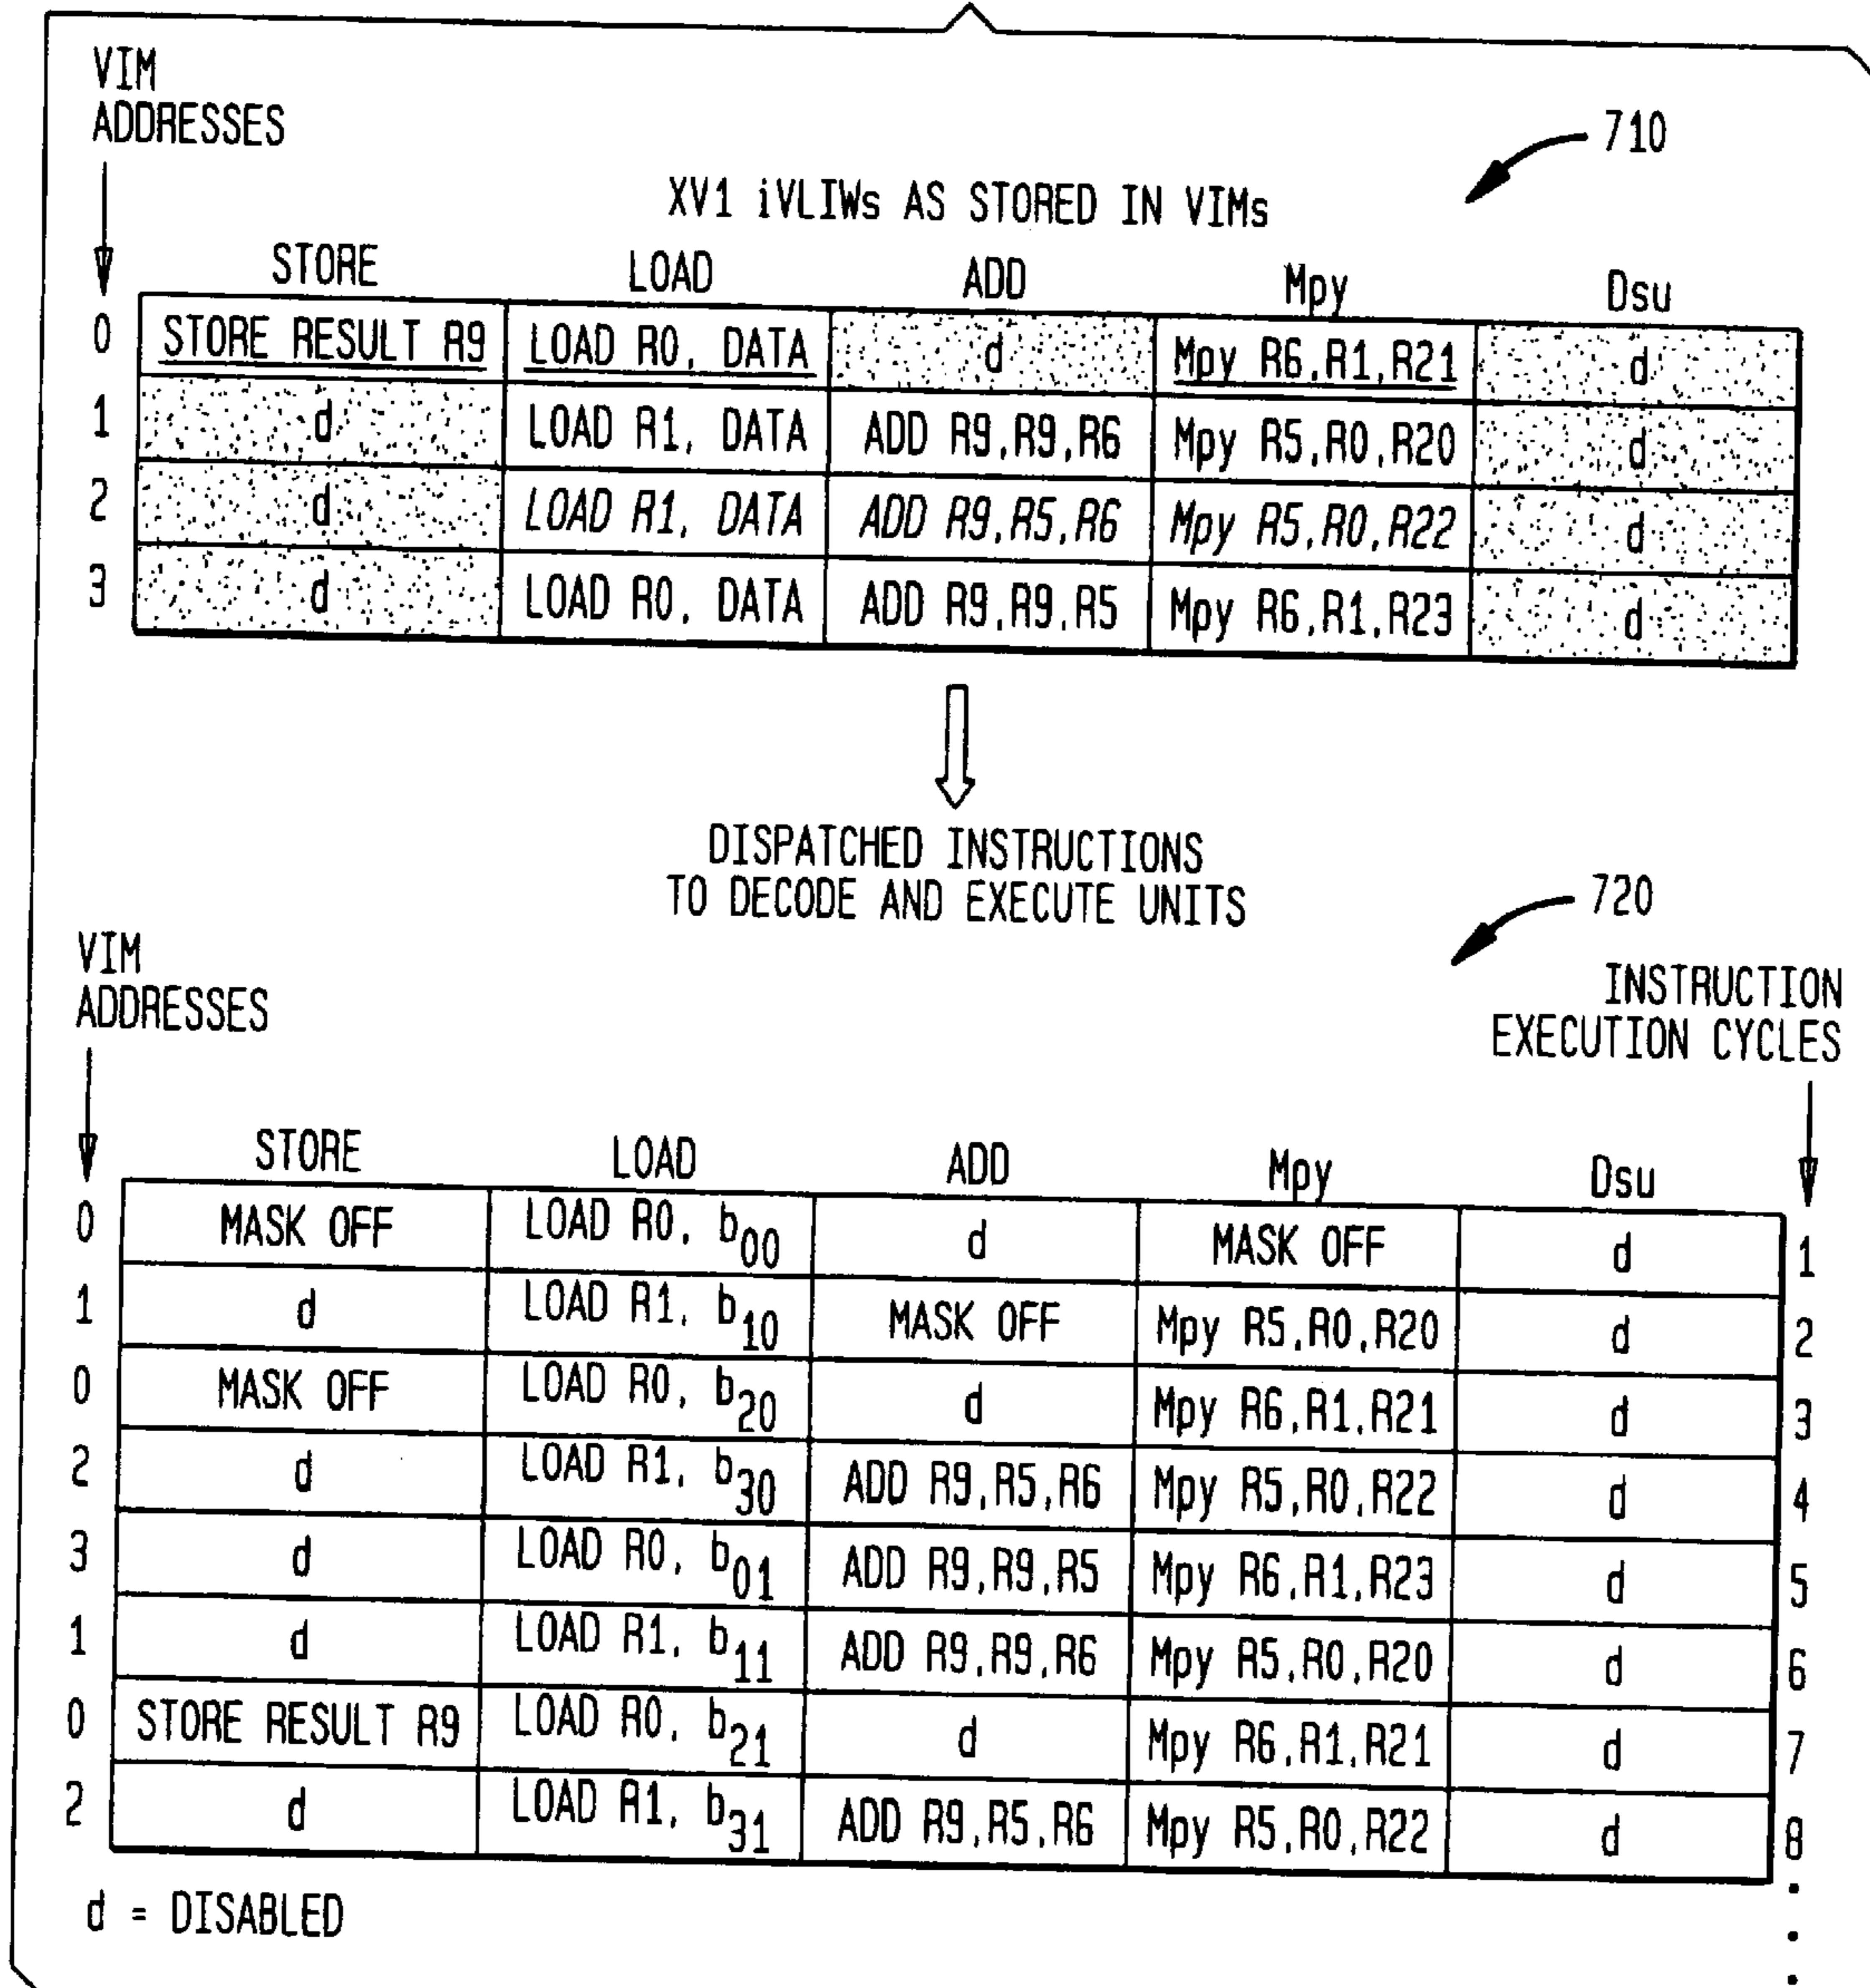 VIM
ADDRESSES
710
XV1 iVLIWs AS STORED IN VIMs
STORE LOAD ADD Mpy Dsu
0 STORE RESULT R9 LOAD R0, DATA d Mpy R6,R1,R21 d
1 d LOAD R1, DATA ADD R9,R9,R6 Mpy R5,R0,R20 d
2 d LOAD R1, DATA ADD R9,R5,R6 Mpy R5,R0,R22 d
3 d LOAD R0, DATA ADD R9,R9,R5 Mpy R6,R1,R23 d
DISPATCHED INSTRUCTIONS
TO DECODE AND EXECUTE UNITS
720
VIM
ADDRESSES
INSTRUCTION
EXECUTION CYCLES
STORE LOAD ADD Mpy Dsu
0 MASK OFF LOAD R0, b00 d MASK OFF d 1
1 d LOAD R1, b10 MASK OFF Mpy R5,R0,R20 d 2
0 MASK OFF LOAD R0, b20 d Mpy R6,R1,R21 d 3
2 d LOAD R1, b30 ADD R9,R5,R6 Mpy R5,R0,R22 d 4
3 d LOAD R0, b01 ADD R9,R9,R5 Mpy R6,R1,R23 d 5
1 d LOAD R1, b11 ADD R9,R9,R6 Mpy R5,R0,R20 d 6
0 STORE RESULT R9 LOAD R0, b21 d Mpy R6,R1,R21 d 7
2 d LOAD R1, b31 ADD R9,R5,R6 Mpy R5,R0,R22 d 8
d = DISABLED